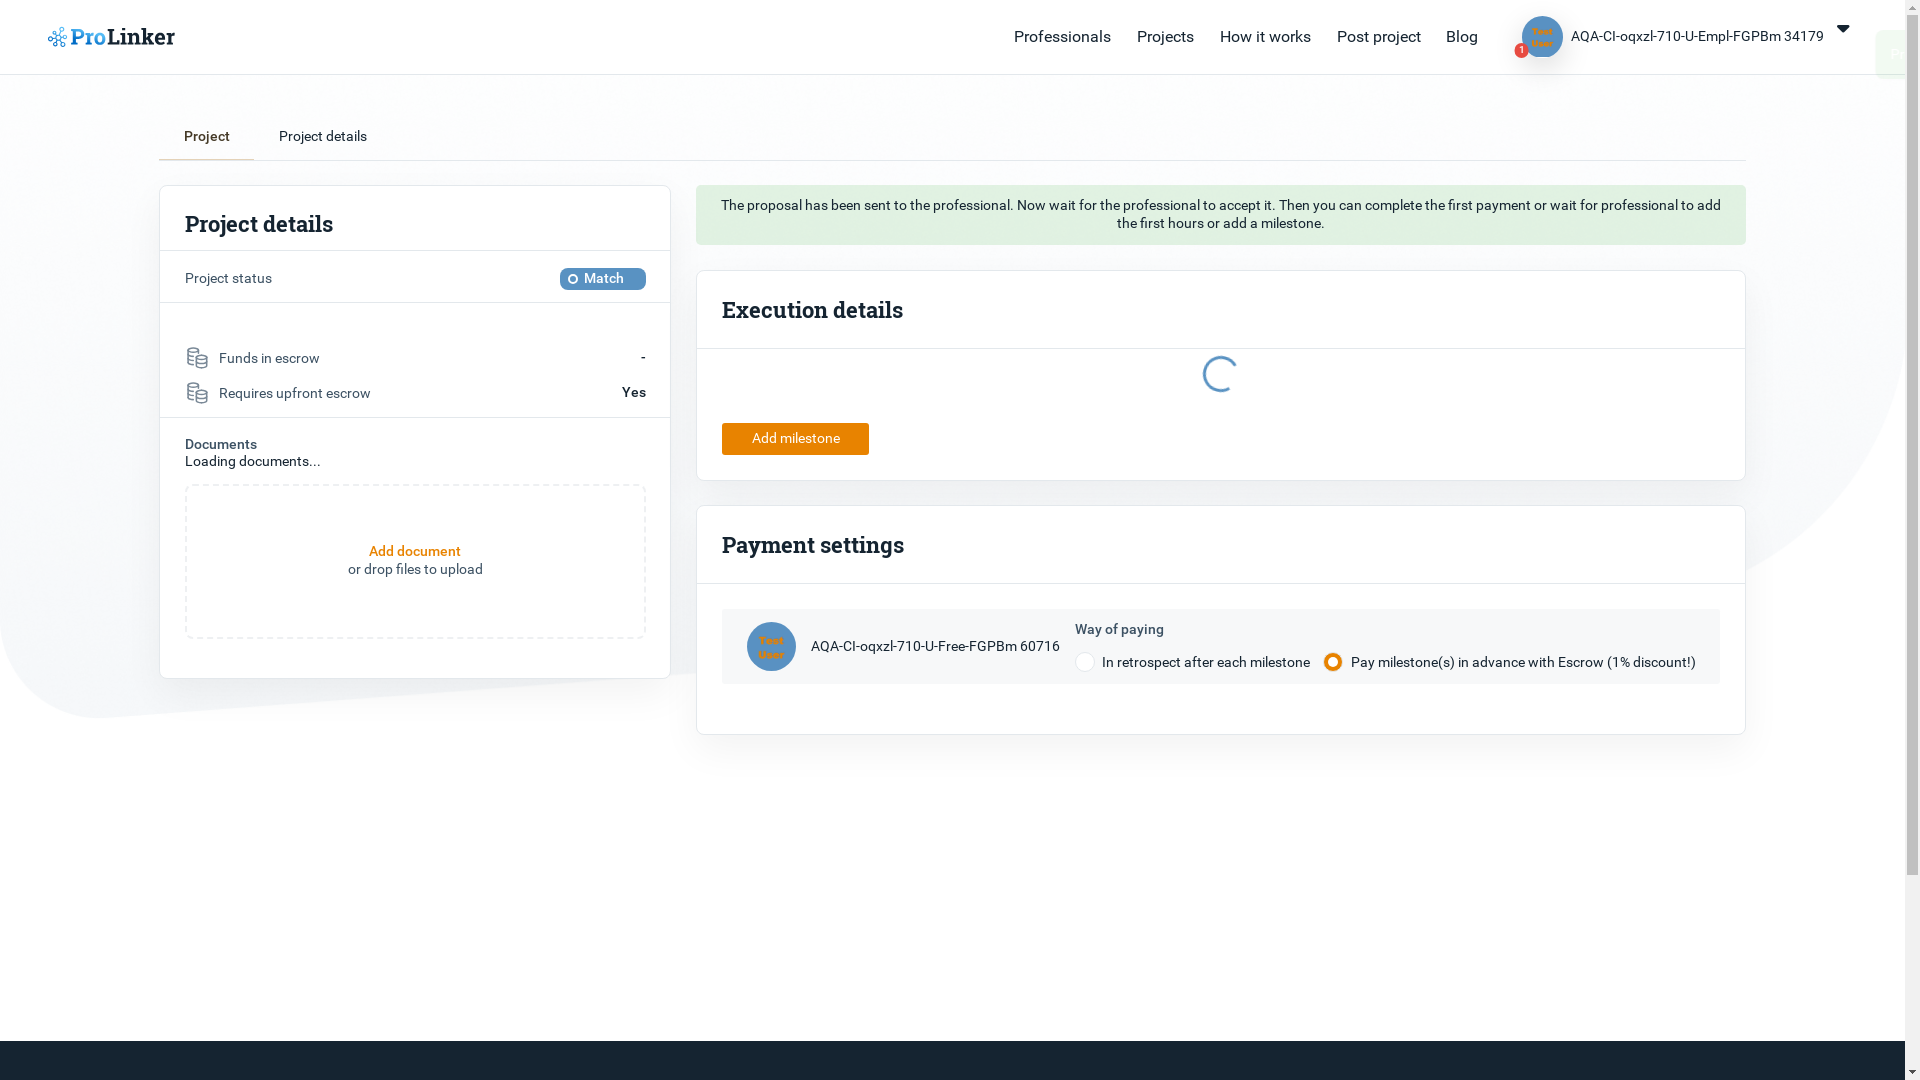 ProLinker
Professionals
Projects
How it works
Post project
Blog
Test
User
1
AQA-CI-oqxzl-710-U-Empl-FGPBm 34179
Project
Project details
Project details
Project status
Match
Funds in escrow
-
Requires upfront escrow
Yes
Documents
Loading documents...
Add document
or drop files to upload
The proposal has been sent to the professional. Now wait for the professional to accept it. Then you can complete the first payment or wait for professional to add
the first hours or add a milestone.
Execution details
Add milestone
Payment settings
Test
User
AQA-CI-oqxzl-710-U-Free-FGPBm 60716
Way of paying
In retrospect after each milestone
Pay milestone(s) in advance with Escrow (1% discount!)